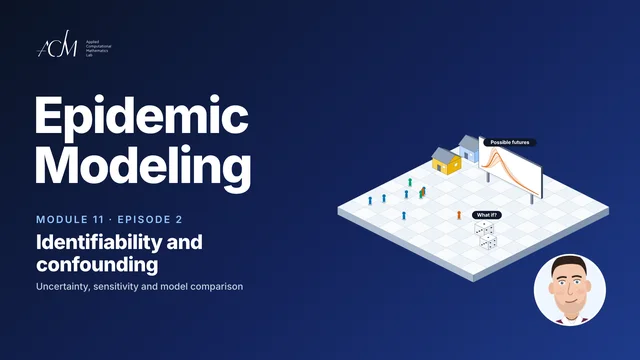 ACM
Applied
Computational
Mathematics
Lab
Epidemic
Modeling
MODULE 11 · EPISODE 2
Identifiability and
confounding
Uncertainty, sensitivity and model comparison
Possible futures
What if?